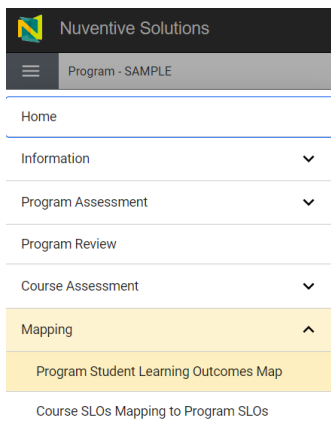 Nuventive Solutions
Program - SAMPLE
Home
Information
Program Assessment
Program Review
Course Assessment
Mapping
Program Student Learning Outcomes Map
Course SLOs Mapping to Program SLOs